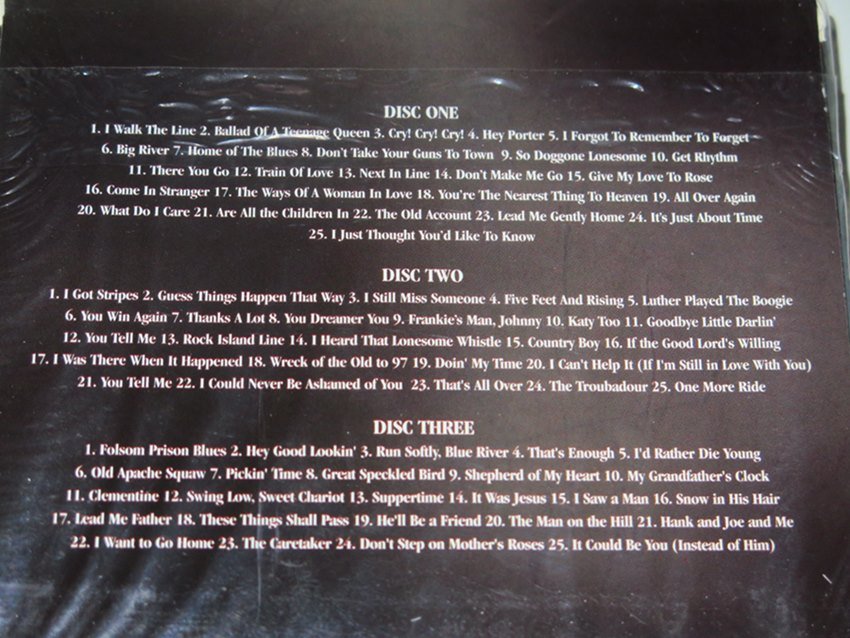 DISC ONE
1. I Walk The Line 2. Ballad Of A Teenage Queen 3. Cry! Cry! Cry! 4. Hey Porter 5. I Forgot To Remember To Forget
6. Big River 7. Home of The Blues 8. Don't Take Your Guns To Town 9. So Doggone Lonesome 10. Get Rhythm
11. There You Go 12. Train Of Love 13. Next In Line 14. Don't Make Me Go 15. Give My Love To Rose
16. Come In Stranger 17. The Ways Of A Woman In Love 18. You're The Nearest Thing To Heaven 19. All Over Again
20. What Do I Care 21. Are All the Children In 22. The Old Account 23. Lead Me Gently Home 24. It's Just About Time
25. I Just Thought You'd Like To Know
DISC TWO
1. I Got Stripes 2. Guess Things Happen That Way 3. I Still Miss Someone 4. Five Feet And Rising 5. Luther Played The Boogie
6. You Win Again 7. Thanks A Lot 8. You Dreamer You 9. Frankie's Man, Johnny 10. Katy Too 11. Goodbye Little Darlin'
12. You Tell Me 13. Rock Island Line 14. I Heard That Lonesome Whistle 15. Country Boy 16. If the Good Lord's Willing
17. I Was There When It Happened 18. Wreck of the Old to 97 19. Doin' My Time 20. I Can't Help It (If I'm Still in Love With You)
21. You Tell Me 22. I Could Never Be Ashamed of You 23. That's All Over 24. The Troubadour 25. One More Ride
DISC THREE
1. Folsom Prison Blues 2. Hey Good Lookin' 3. Run Softly, Blue River 4. That's Enough 5. I'd Rather Die Young
6. Old Apache Squaw 7. Pickin' Time 8. Great Speckled Bird 9. Shepherd of My Heart 10. My Grandfather's Clock
11. Clementine 12. Swing Low, Sweet Chariot 13. Suppertime 14. It Was Jesus 15. I Saw a Man 16. Snow in His Hair
17. Lead Me Father 18. These Things Shall Pass 19. He'll Be a Friend 20. The Man on the Hill 21. Hank and Joe and Me
22. I Want to Go Home 23. The Caretaker 24. Don't Step on Mother's Roses 25. It Could Be You (Instead of Him)